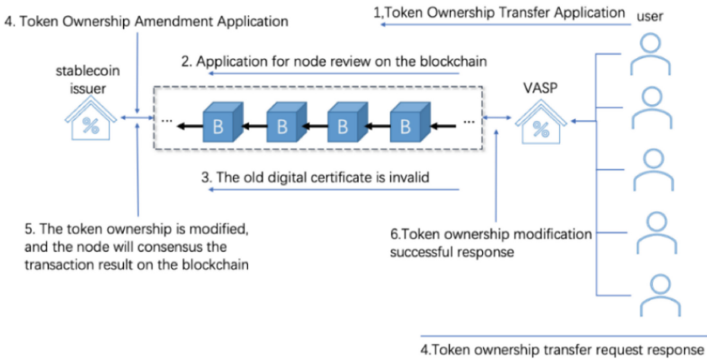 4. Token Ownership Amendment Application
1,Token Ownership Transfer Application
user
2. Application for node review on the blockchain
stablecoin
issuer
VASP
%
...
B
B
B
B
...
%
3. The old digital certificate is invalid
5. The token ownership is modified,
and the node will consensus the
transaction result on the blockchain
6.Token ownership modification
successful response
4.Token ownership transfer request response